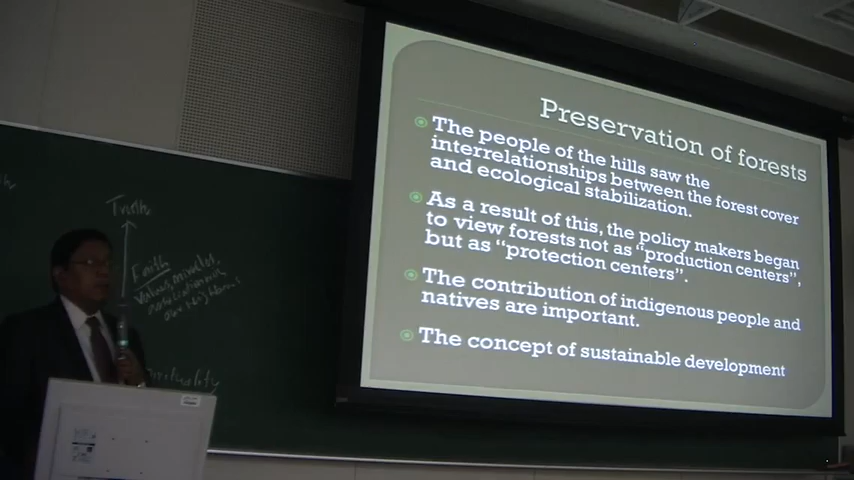 Preservation of forests
The people of the hills saw the
interrelationships between the forest cover
and ecological stabilization.
As a result of this, the policy makers began
to view forests not as "production centers",
but as "protection centers".
The contribution of indigenous people and
natives are important.
The concept of sustainable development
Truth
Faith